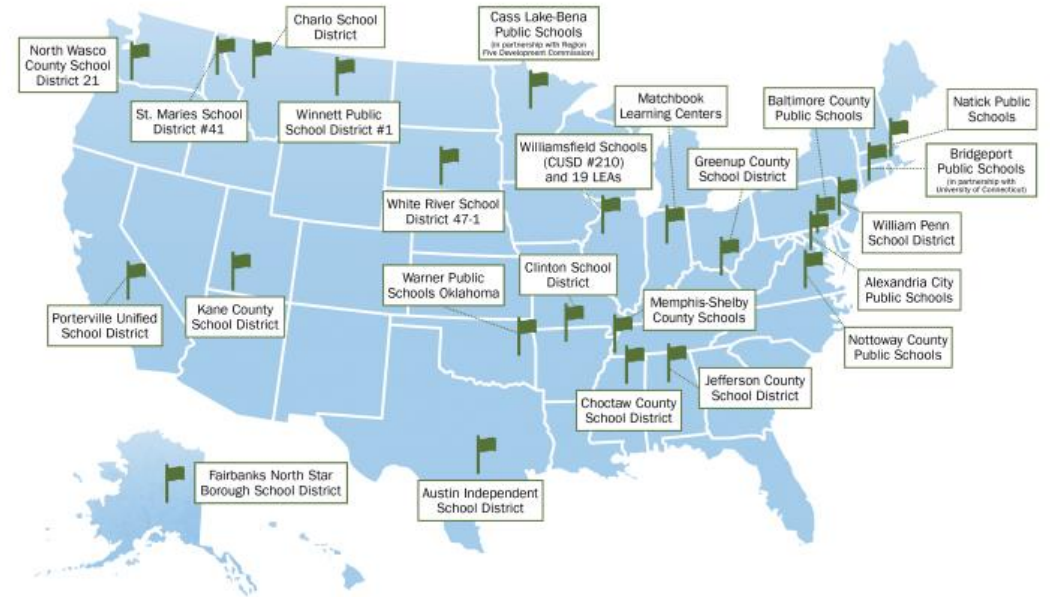 Charlo School
District
Cass Lake-Bena
Public Schools
(in partnership with Region
Five Development Commission)
North Wasco
County School
District 21
St. Maries School
District #41
Winnett Public
School District #1
Matchbook
Learning Centers
Baltimore County
Public Schools
Natick Public
Schools
Williamsfield Schools
(CUSD #210)
and 19 LEAs
Greenup County
School District
Bridgeport
Public Schools
(in partnership with
University of Connecticut)
White River School
District 47-1
William Penn
School District
Warner Public
Schools Oklahoma
Clinton School
District
Alexandria City
Public Schools
Porterville Unified
School District
Kane County
School District
Memphis-Shelby
County Schools
Nottoway County
Public Schools
Choctaw County
School District
Jefferson County
School District
Fairbanks North Star
Borough School District
Austin Independent
School District